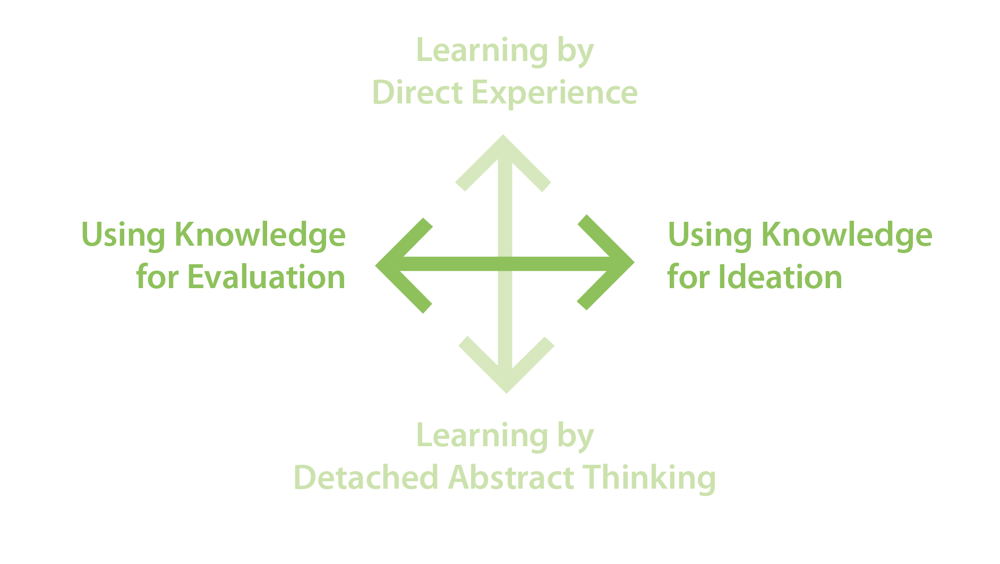 Learning by
Direct Experience
Using Knowledge
for Evaluation
Using Knowledge
for Ideation
Learning by
Detached Abstract Thinking